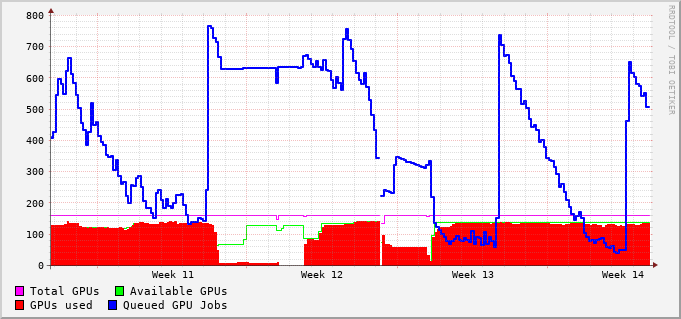 800
700
600
500
400
300
200
100
0
Week 11 Week 12 Week 13 Week 14
Total GPUs Available GPUs
GPUs used Queued GPU Jobs
RRDTOOL / TOBI OETIKER